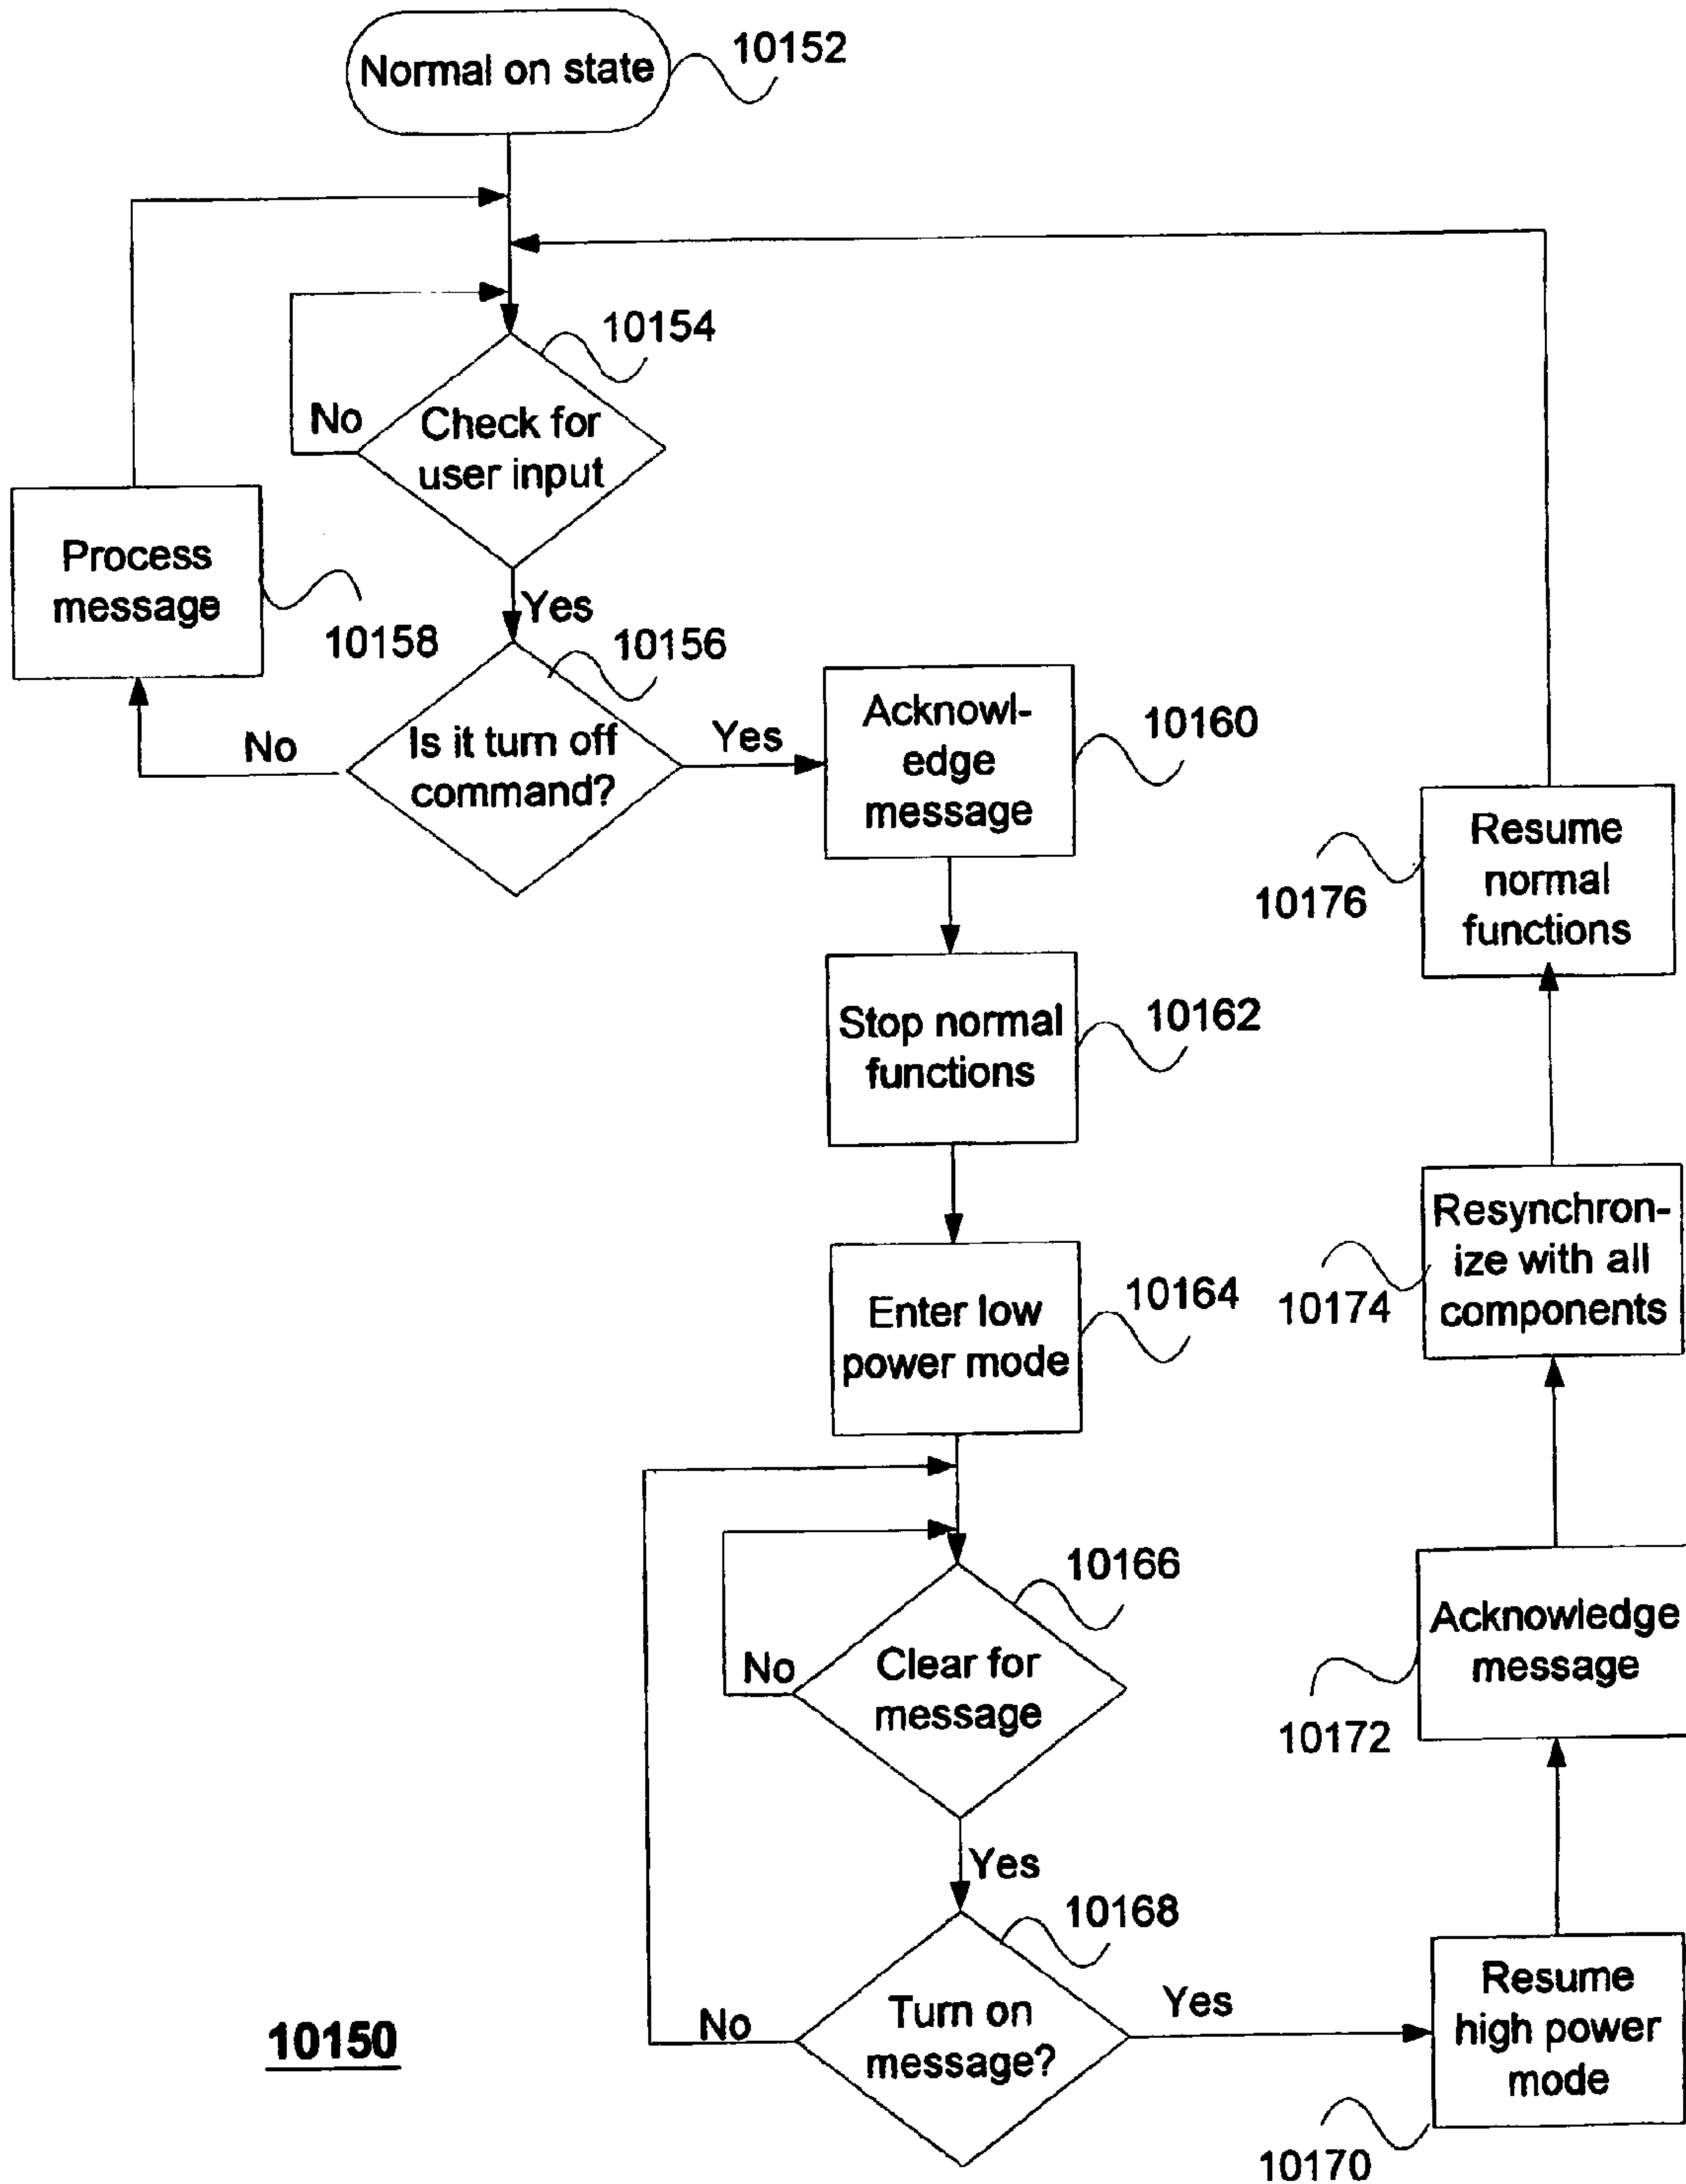 Normal on state
10152
10154
No
Check for
user input
Process
message
10158
Yes
10156
No
Is it turn off
command?
Yes
Acknowl-
edge
message
10160
Resume
normal
functions
10176
Stop normal
functions
10162
Resynchron-
ize with all
components
10174
Enter low
power mode
10164
10166
No
Clear for
message
Acknowledge
message
10172
Yes
10168
No
Turn on
message?
Yes
Resume
high power
mode
10170
10150